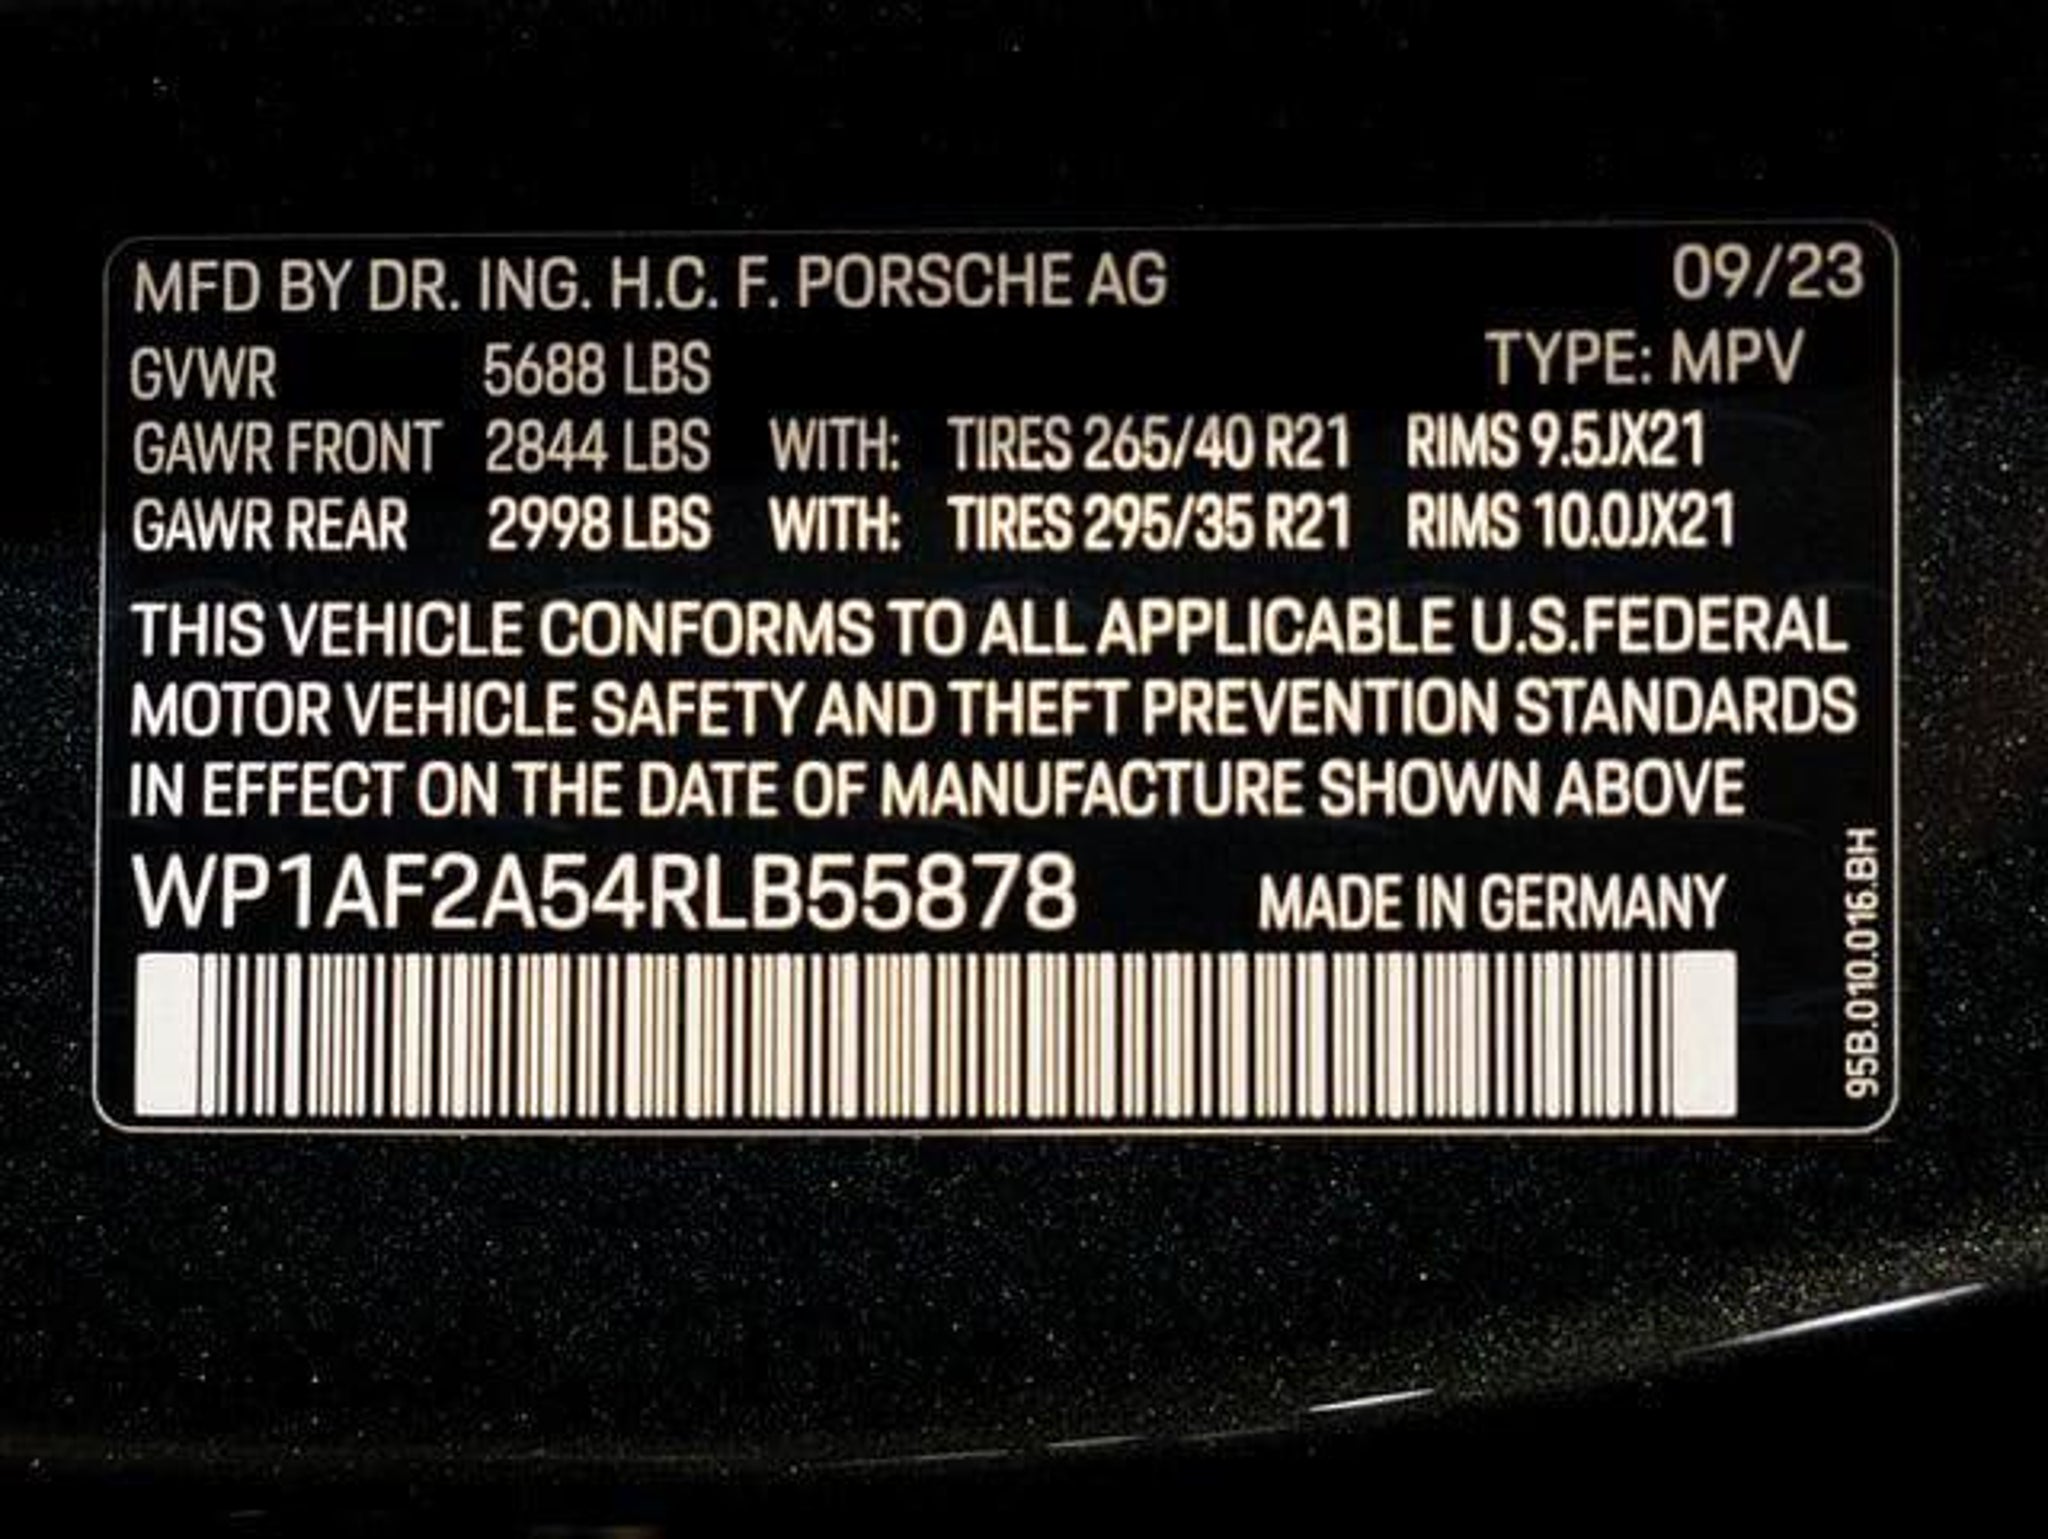 MFD BY DR. ING. H.C. F. PORSCHE AG 09/23
GVWR 5688 LBS TYPE: MPV
GAWR FRONT 2844 LBS WITH: TIRES 265/40 R21 RIMS 9.5JX21
GAWR REAR 2998 LBS WITH: TIRES 295/35 R21 RIMS 10.0JX21
THIS VEHICLE CONFORMS TO ALL APPLICABLE U.S.FEDERAL
MOTOR VEHICLE SAFETY AND THEFT PREVENTION STANDARDS
IN EFFECT ON THE DATE OF MANUFACTURE SHOWN ABOVE
WP1AF2A54RLB55878 MADE IN GERMANY
95B.010.016.BH